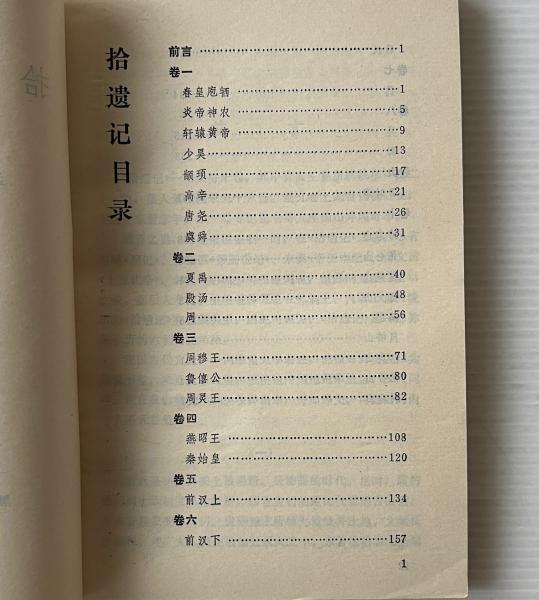 拾遗记目录
前言……………………………………1
卷一
春皇庖牺……………………………1
炎帝神农……………………………5
轩辕黄帝……………………………9
少昊…………………………………13
颛顼…………………………………17
高辛…………………………………21
唐尧…………………………………26
虞舜…………………………………31
卷二
夏禹…………………………………40
殷汤…………………………………48
周……………………………………56
卷三
周穆王………………………………71
鲁僖公………………………………80
周灵王………………………………82
卷四
燕昭王………………………………108
秦始皇………………………………120
卷五
前汉上………………………………134
卷六
前汉下………………………………157
1